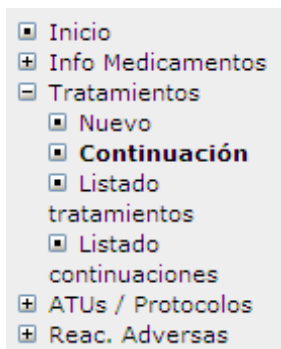 Inicio
Info Medicamentos
Tratamientos
Nuevo
Continuación
Listado
tratamientos
Listado
continuaciones
ATUs / Protocolos
Reac. Adversas